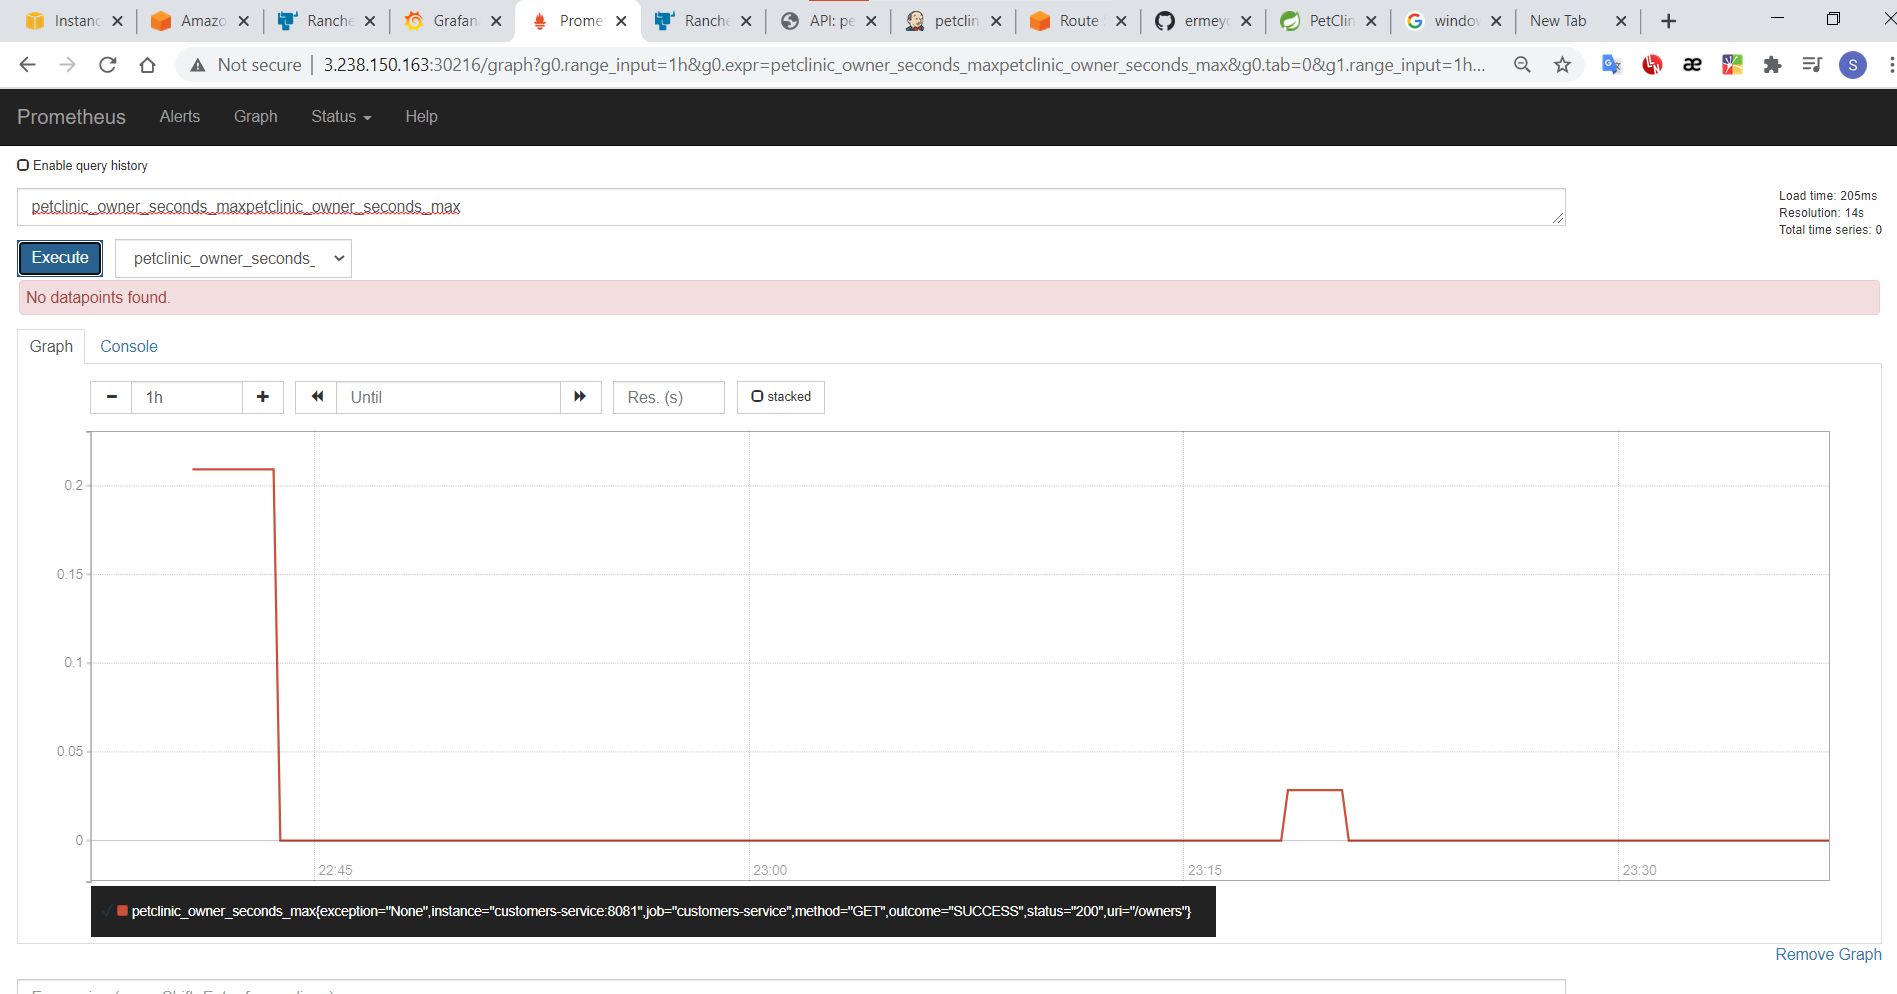 Instanc
Amazo
Ranche
Grafan
Prome
Ranche
API: pe
petclin
Route
ermey
PetClin
windo
New Tab
Not secure | 3.238.150.163:30216/graph?g0.range_input=1h&g0.expr=petclinic_owner_seconds_maxpetclinic_owner_seconds_max&g0.tab=0&g1.range_input=1h...
S
Prometheus Alerts Graph Status Help
Enable query history
petclinic_owner_seconds_maxpetclinic_owner_seconds_max
Load time: 205ms
Resolution: 14s
Total time series: 0
Execute petclinic_owner_seconds_
No datapoints found.
Graph Console
1h Until Res. (s) stacked
0.2
0.15
0.1
0.05
0
22:45 23:00 23:15 23:30
petclinic_owner_seconds_max{exception="None",instance="customers-service:8081",job="customers-service",method="GET",outcome="SUCCESS",status="200",uri="/owners"}
Remove Graph